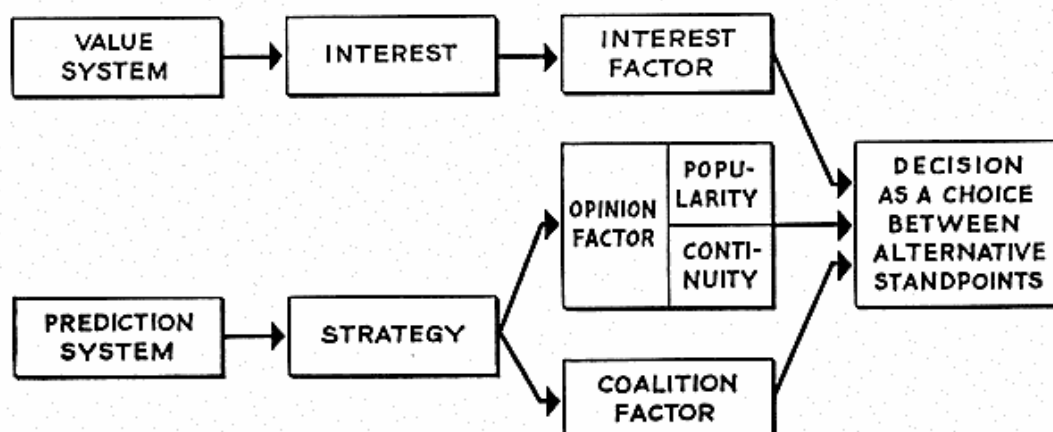 VALUE
SYSTEM
INTEREST
INTEREST
FACTOR
OPINION
FACTOR
POPU-
LARITY
CONTI-
NUITY
DECISION
AS A CHOICE
BETWEEN
ALTERNATIVE
STANDPOINTS
PREDICTION
SYSTEM
STRATEGY
COALITION
FACTOR